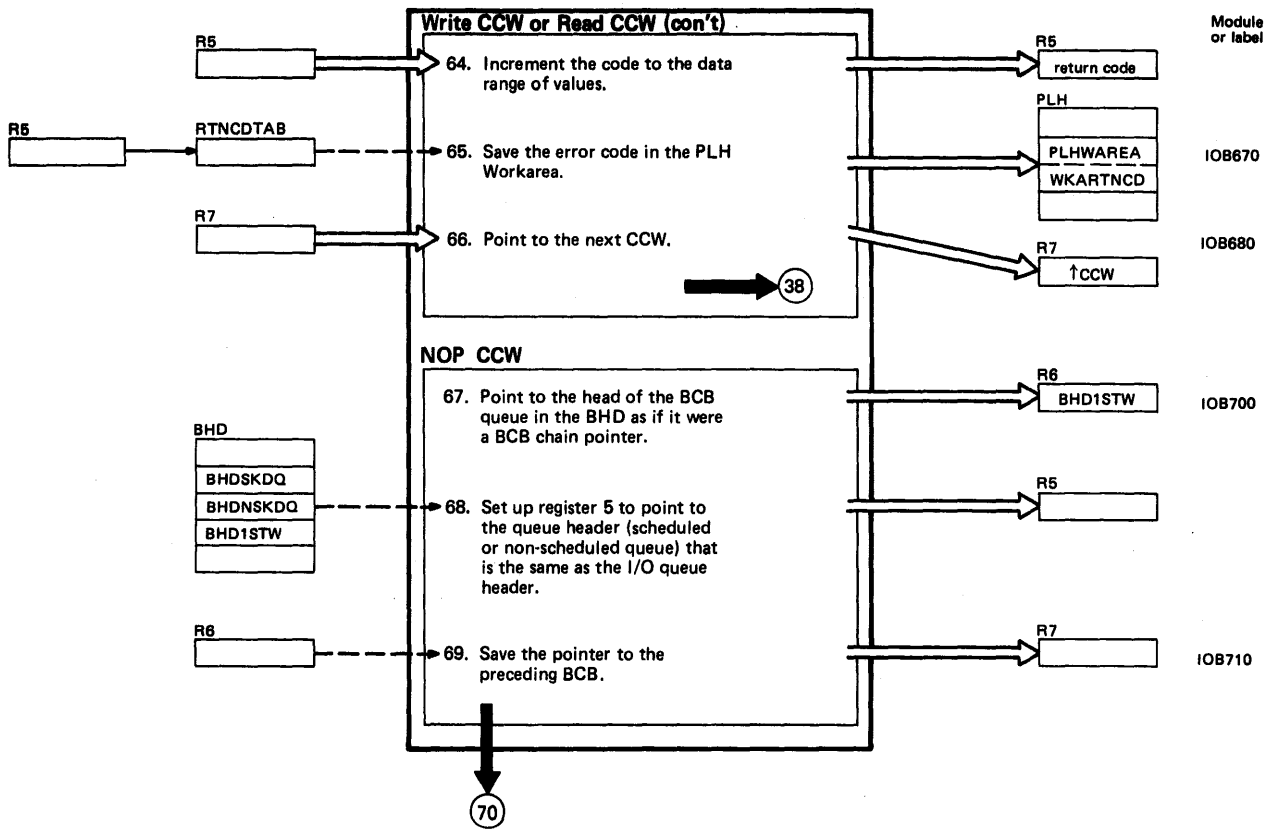 Write CCW or Read CCW (con't)
Module
or label
R5
64. Increment the code to the data
range of values.
R5
return code
R5
RTNCDTAB
65. Save the error code in the PLH
Workarea.
PLH
PLHWAREA
WKARTNCD
IOB670
R7
66. Point to the next CCW.
R7
↑CCW
IOB680
38
NOP CCW
67. Point to the head of the BCB
queue in the BHD as if it were
a BCB chain pointer.
R6
BHD1STW
IOB700
BHD
BHDSKDQ
BHDNSKDQ
BHD1STW
68. Set up register 5 to point to
the queue header (scheduled
or non-scheduled queue) that
is the same as the I/O queue
header.
R5
R6
69. Save the pointer to the
preceding BCB.
R7
IOB710
70